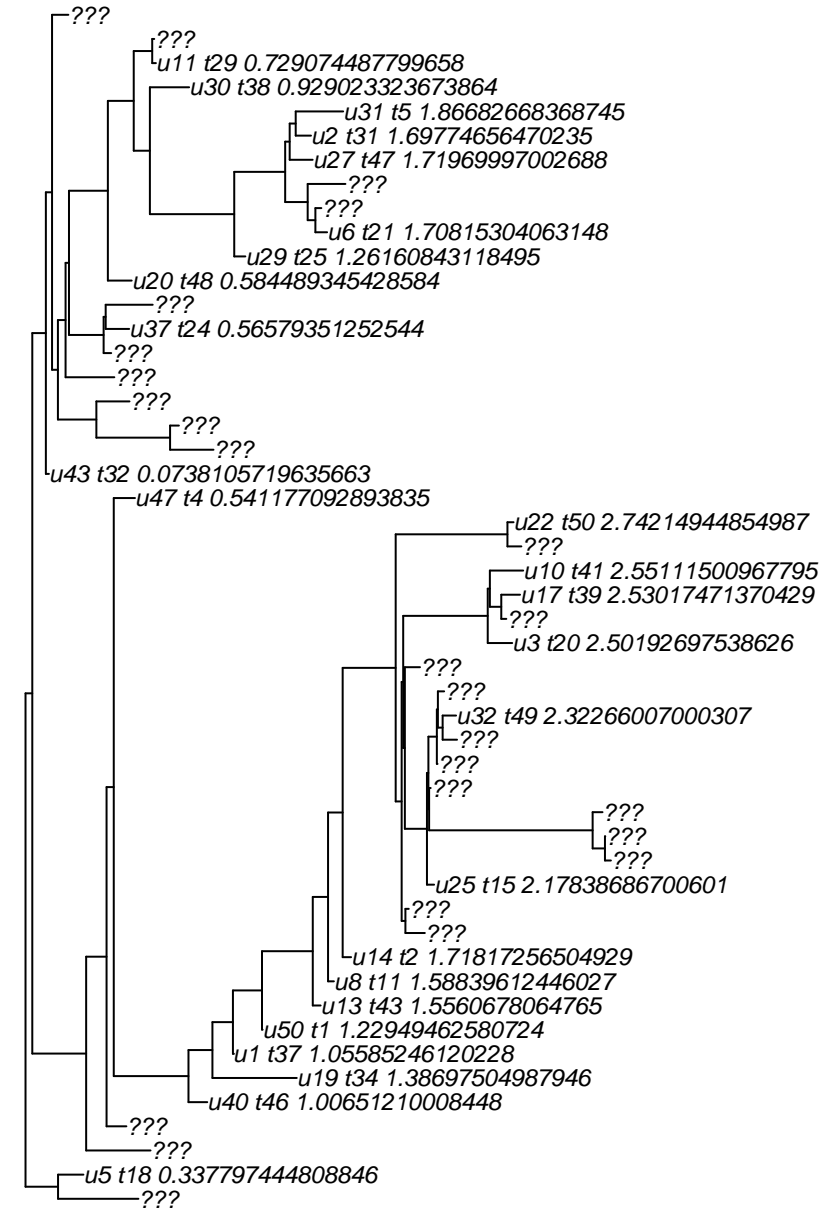 ???
???
u11 t29 0.729074487799658
u30 t38 0.929023323673864
u31 t5 1.86682668368745
u2 t31 1.69774656470235
u27 t47 1.71969997002688
???
???
u6 t21 1.70815304063148
u29 t25 1.26160843118495
u20 t48 0.584489345428584
???
u37 t24 0.56579351252544
???
???
???
???
???
u43 t32 0.0738105719635663
u47 t4 0.541177092893835
u22 t50 2.74214944854987
???
u10 t41 2.55111500967795
u17 t39 2.53017471370429
???
u3 t20 2.50192697538626
???
???
u32 t49 2.32266007000307
???
???
???
???
???
???
u25 t15 2.17838686700601
???
???
u14 t2 1.71817256504929
u8 t11 1.58839612446027
u13 t43 1.5560678064765
u50 t1 1.22949462580724
u1 t37 1.05585246120228
u19 t34 1.38697504987946
u40 t46 1.00651210008448
???
???
u5 t18 0.337797444808846
???